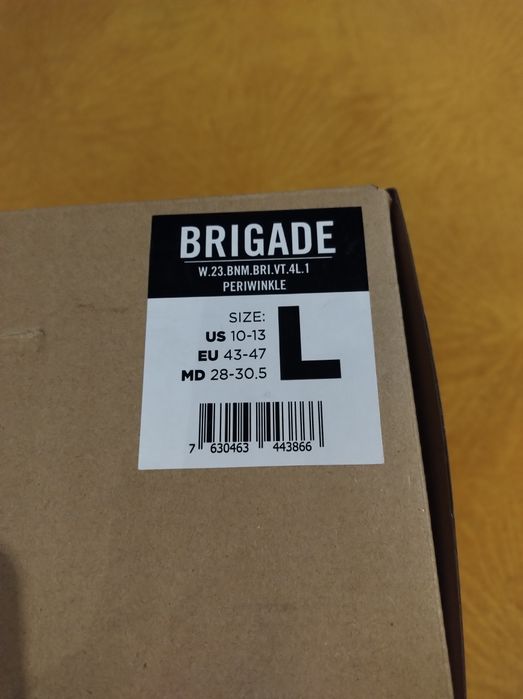 BRIGADE
W.23.BNM.BRI.VT.4L.1
PERIWINKLE
SIZE:
US 10-13
EU 43-47
MD 28-30.5
L
7 630463 443866